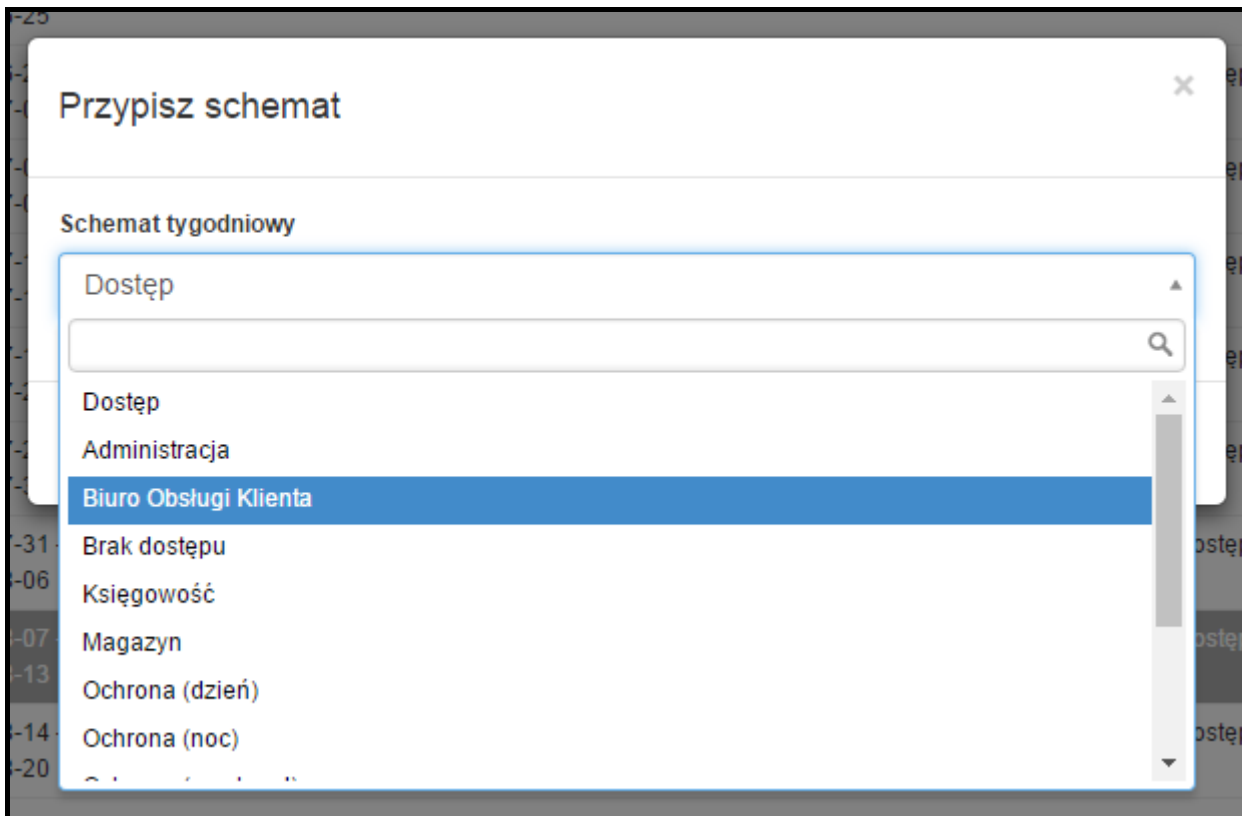 Przypisz schemat
×
Schemat tygodniowy
Dostęp
Dostęp
Administracja
Biuro Obsługi Klienta
Brak dostępu
Księgowość
Magazyn
Ochrona (dzień)
Ochrona (noc)